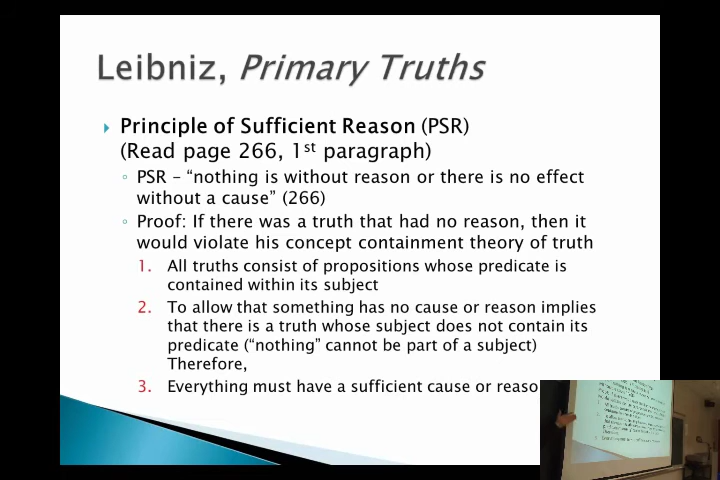 Leibniz, Primary Truths
Principle of Sufficient Reason (PSR)
(Read page 266, 1st paragraph)
PSR – “nothing is without reason or there is no effect
without a cause” (266)
Proof: If there was a truth that had no reason, then it
would violate his concept containment theory of truth
1. All truths consist of propositions whose predicate is
contained within its subject
2. To allow that something has no cause or reason implies
that there is a truth whose subject does not contain its
predicate (“nothing” cannot be part of a subject)
Therefore,
3. Everything must have a sufficient cause or reaso